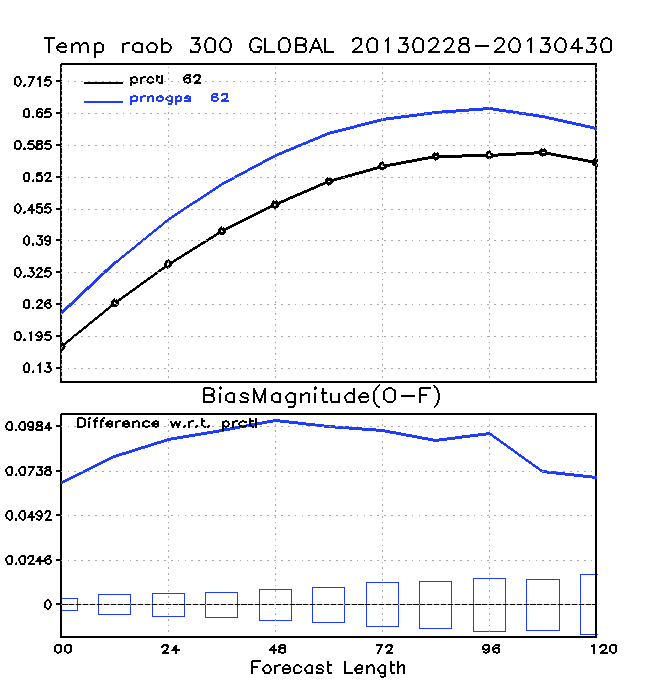 Temp raob 300 GLOBAL 20130228-20130430
prctl 62
prnogps 62
0.715
0.65
0.585
0.52
0.455
0.39
0.325
0.26
0.195
0.13
BiasMagnitude(O-F)
Difference w.r.t. prctl
0.0984
0.0738
0.0492
0.0246
0
00 24 48 72 96 120
Forecast Length